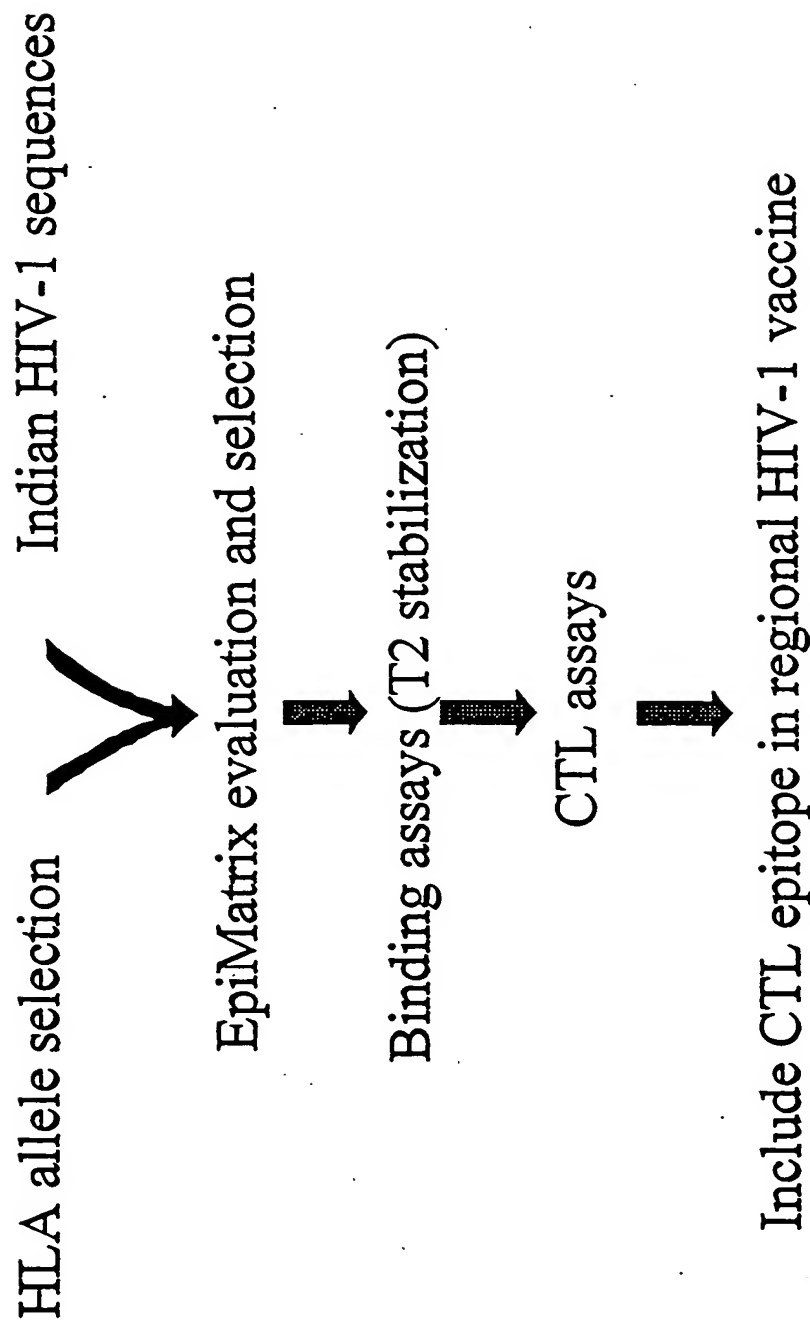 HLA allele selection
Indian HIV-1 sequences
EpiMatrix evaluation and selection
Binding assays (T2 stabilization)
CTL assays
Include CTL epitope in regional HIV-1 vaccine